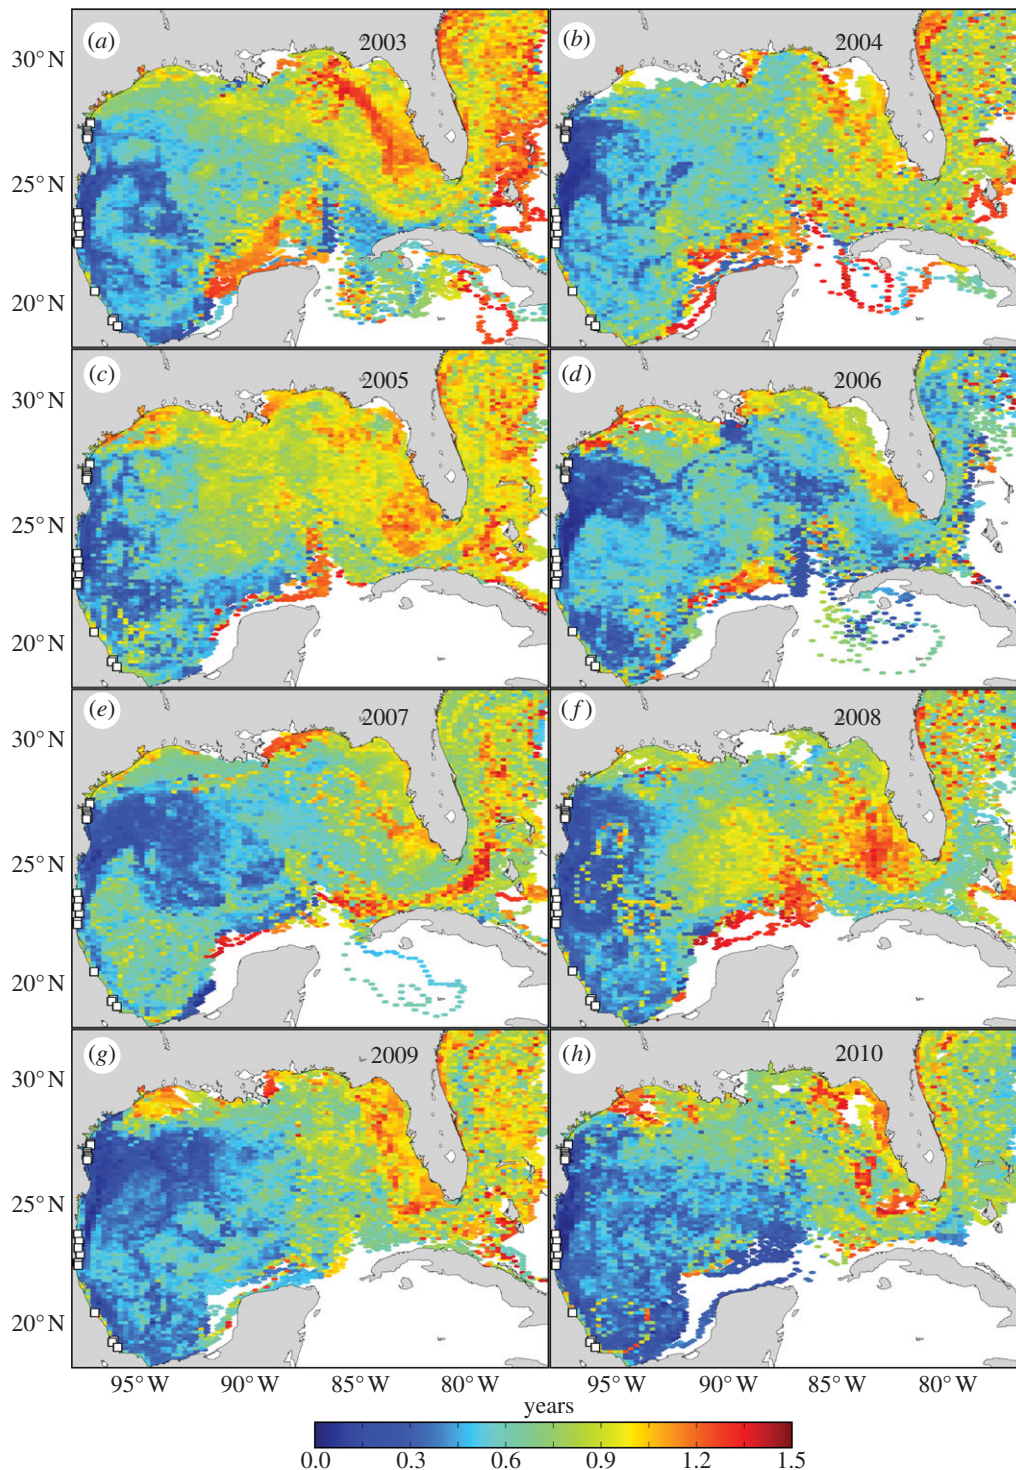 (a) 2003
(b) 2004
30° N
25° N
20° N
(c) 2005
(d) 2006
30° N
25° N
20° N
(e) 2007
(f) 2008
30° N
25° N
20° N
(g) 2009
(h) 2010
30° N
25° N
20° N
95° W 90° W 85° W 80° W 95° W 90° W 85° W 80° W
years
0.0 0.3 0.6 0.9 1.2 1.5